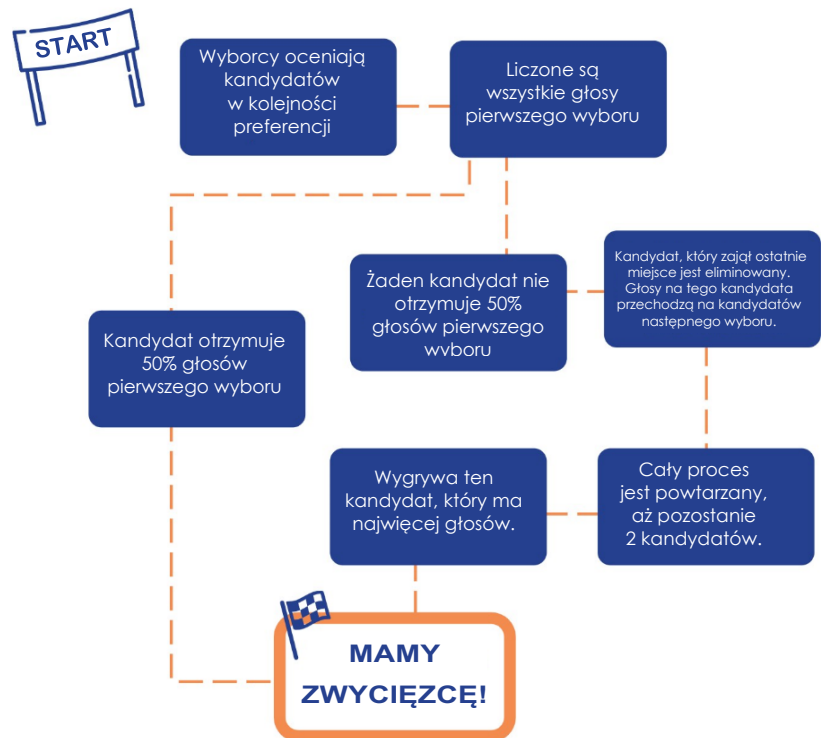 START
Wyborcy oceniają
kandydatów
w kolejności
preferencji
Liczone są
wszystkie głosy
pierwszego wyboru
Żaden kandydat nie
otrzymuje 50%
głosów pierwszego
wyboru
Kandydat, który zajął ostatnie
miejsce jest eliminowany.
Głosy na tego kandydata
przechodzą na kandydatów
następnego wyboru.
Kandydat otrzymuje
50% głosów
pierwszego wyboru
Wygrywa ten
kandydat, który ma
najwięcej głosów.
Cały proces
jest powtarzany,
aż pozostanie
2 kandydatów.
MAMY
ZWYCIĘZCĘ!